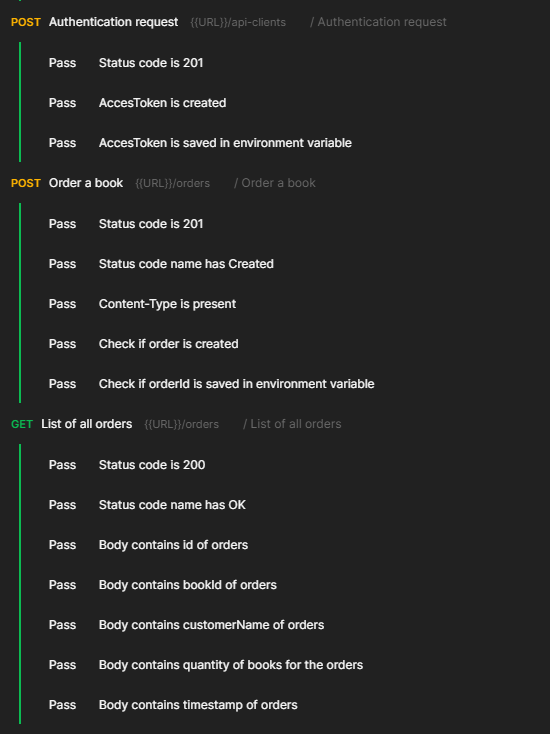 POST Authentication request {{URL}}/api-clients / Authentication request
Pass Status code is 201
Pass AccesToken is created
Pass AccesToken is saved in environment variable
POST Order a book {{URL}}/orders / Order a book
Pass Status code is 201
Pass Status code name has Created
Pass Content-Type is present
Pass Check if order is created
Pass Check if orderId is saved in environment variable
GET List of all orders {{URL}}/orders / List of all orders
Pass Status code is 200
Pass Status code name has OK
Pass Body contains id of orders
Pass Body contains bookId of orders
Pass Body contains customerName of orders
Pass Body contains quantity of books for the orders
Pass Body contains timestamp of orders